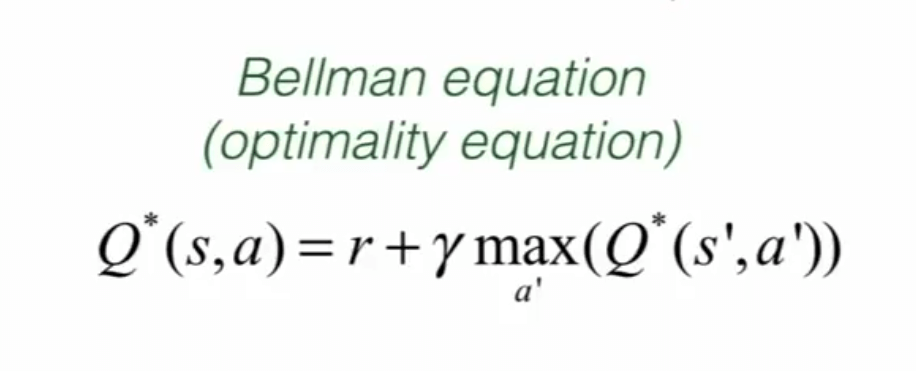 Bellman equation
(optimality equation)
Q*(s,a) = r + γ max(Q*(s',a'))
a'